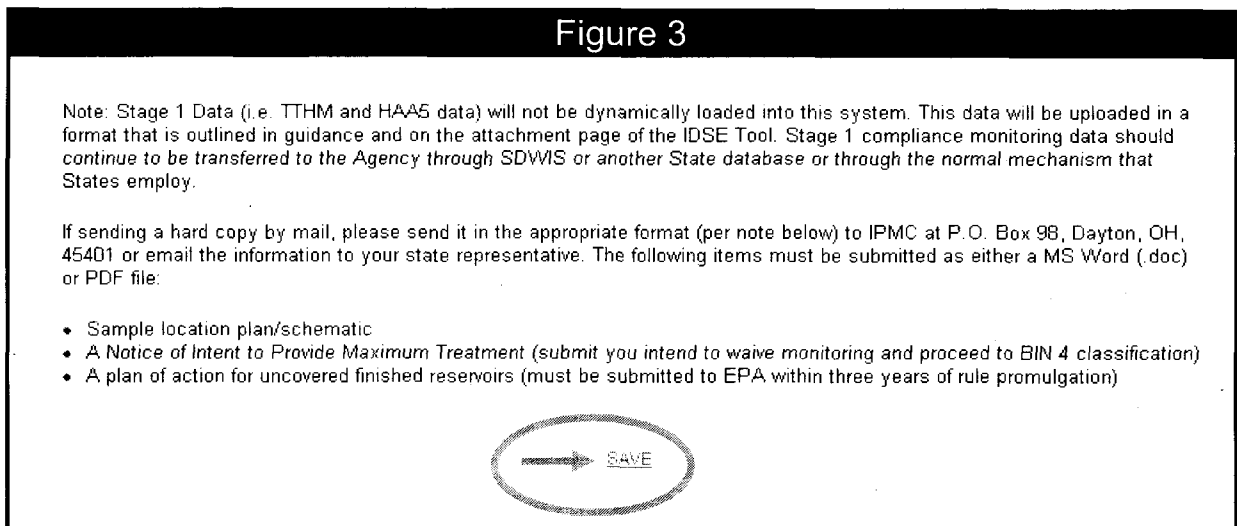 Figure 3
Note: Stage 1 Data (i.e. TTHM and HAA5 data) will not be dynamically loaded into this system. This data will be uploaded in a
format that is outlined in guidance and on the attachment page of the IDSE Tool. Stage 1 compliance monitoring data should
continue to be transferred to the Agency through SDWIS or another State database or through the normal mechanism that
States employ.
If sending a hard copy by mail, please send it in the appropriate format (per note below) to IPMC at P.O. Box 98, Dayton, OH,
45401 or email the information to your state representative. The following items must be submitted as either a MS Word (.doc)
or PDF file:
• Sample location plan/schematic
• A Notice of Intent to Provide Maximum Treatment (submit you intend to waive monitoring and proceed to BIN 4 classification)
• A plan of action for uncovered finished reservoirs (must be submitted to EPA within three years of rule promulgation)
SAVE